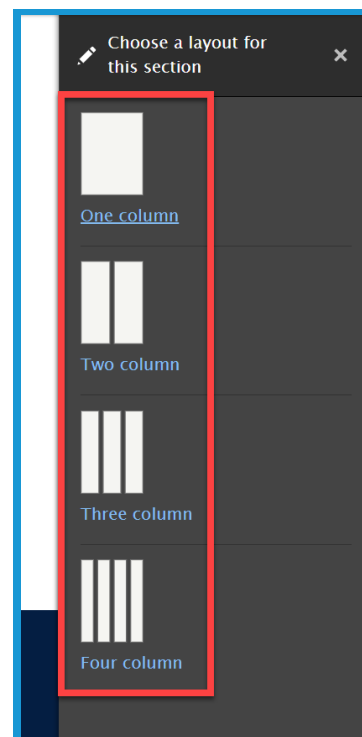 Choose a layout for
this section
One column
Two column
Three column
Four column